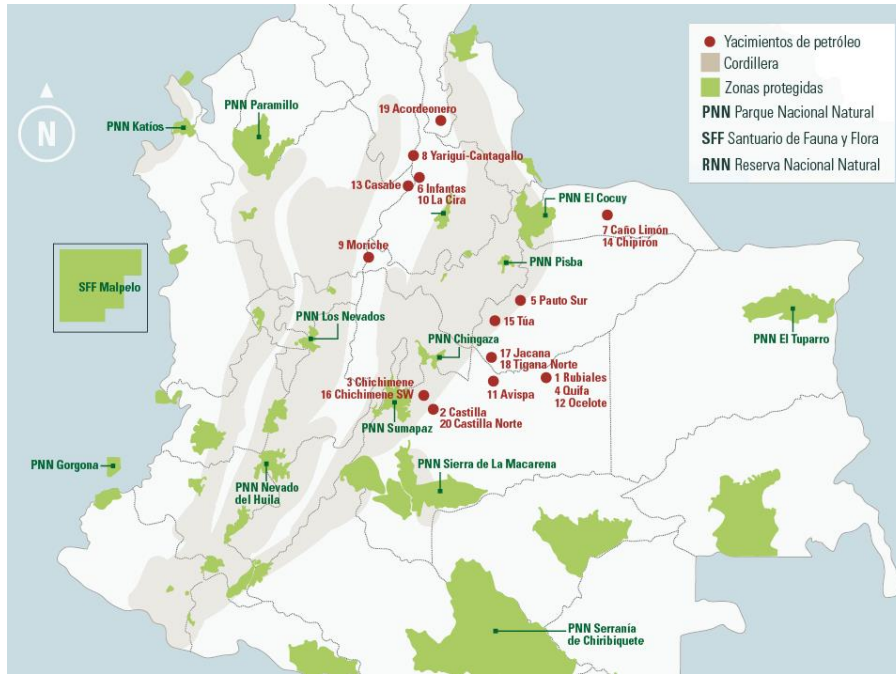 Yacimientos de petróleo
Cordillera
Zonas protegidas
PNN Parque Nacional Natural
SFF Santuario de Fauna y Flora
RNN Reserva Nacional Natural
N
PNN Katíos
PNN Paramillo
19 Acordeonero
8 Yariguí-Cantagallo
13 Casabe
6 Infantas
10 La Cira
PNN El Cocuy
7 Caño Limón
14 Chipirón
9 Moriche
PNN Pisba
SFF Malpelo
5 Pauto Sur
PNN Los Nevados
15 Túa
PNN El Tuparro
PNN Chingaza
17 Jacana
18 Tigana Norte
3 Chichimene
16 Chichimene SW
11 Avispa
1 Rubiales
4 Quifa
12 Ocelote
2 Castilla
20 Castilla Norte
PNN Sumapaz
PNN Gorgona
PNN Nevado
del Huila
PNN Sierra de La Macarena
PNN Serranía
de Chiribiquete